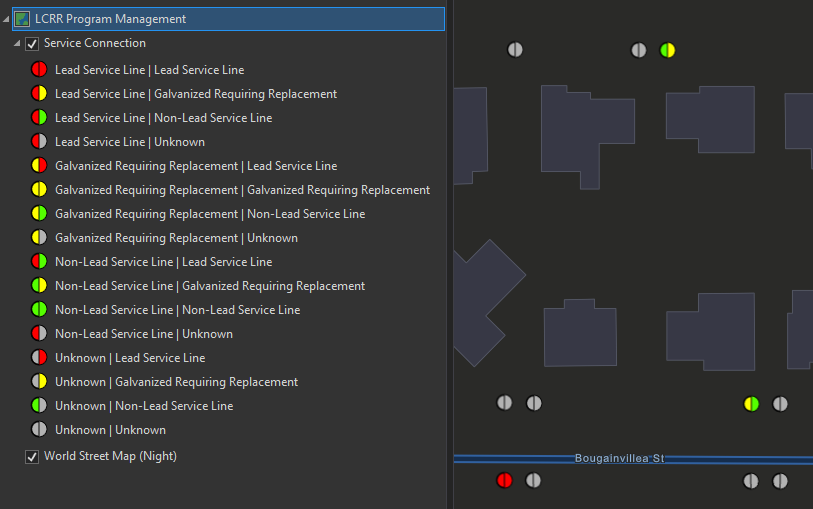 LCRR Program Management
Service Connection
Lead Service Line | Lead Service Line
Lead Service Line | Galvanized Requiring Replacement
Lead Service Line | Non-Lead Service Line
Lead Service Line | Unknown
Galvanized Requiring Replacement | Lead Service Line
Galvanized Requiring Replacement | Galvanized Requiring Replacement
Galvanized Requiring Replacement | Non-Lead Service Line
Galvanized Requiring Replacement | Unknown
Non-Lead Service Line | Lead Service Line
Non-Lead Service Line | Galvanized Requiring Replacement
Non-Lead Service Line | Non-Lead Service Line
Non-Lead Service Line | Unknown
Unknown | Lead Service Line
Unknown | Galvanized Requiring Replacement
Unknown | Non-Lead Service Line
Unknown | Unknown
World Street Map (Night)
Bougainvillea St